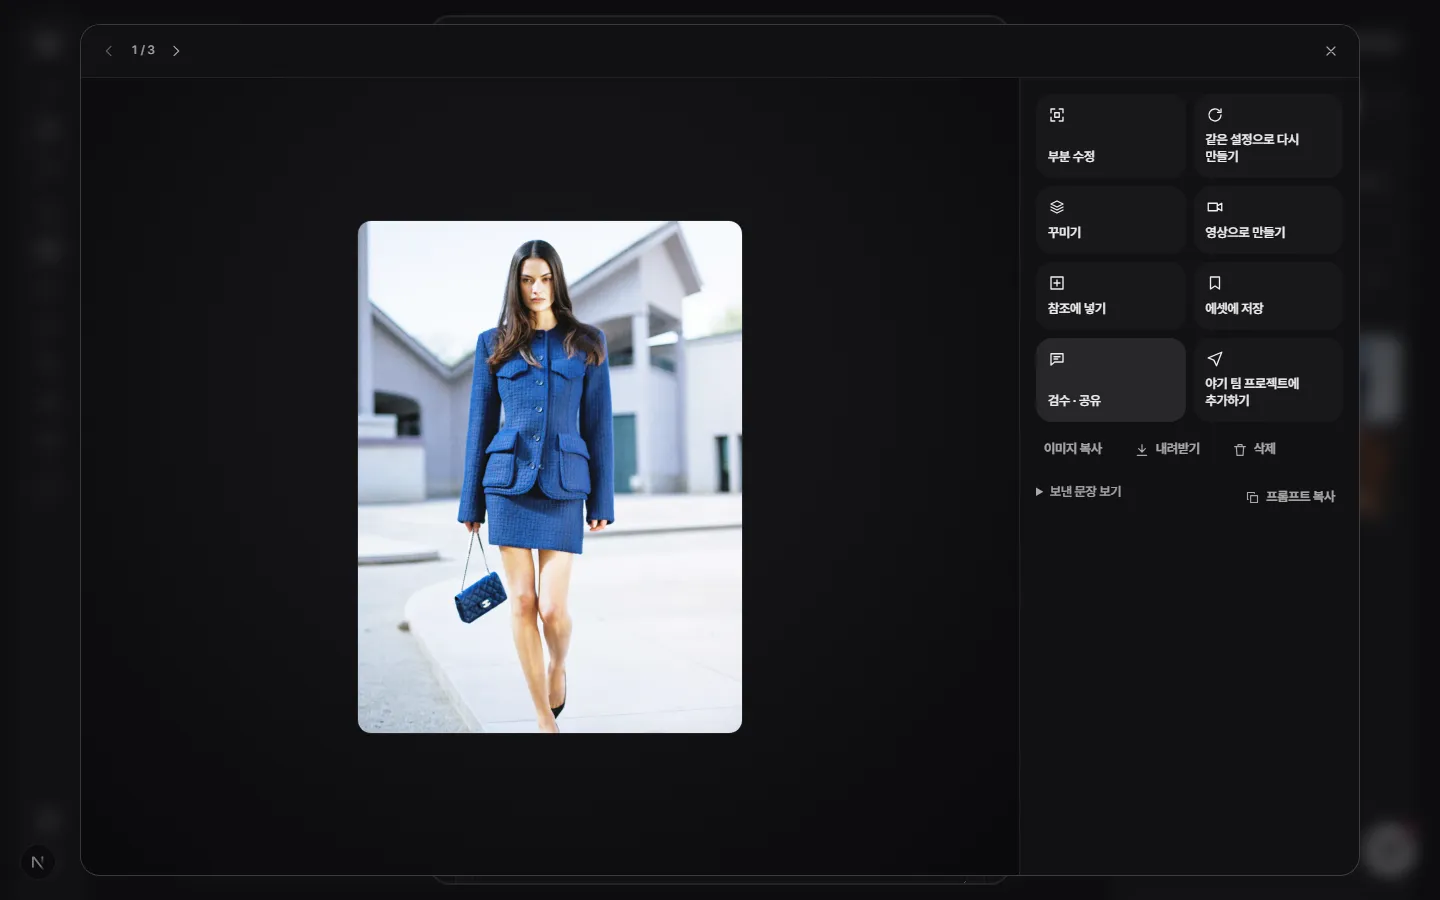 1 / 3
부분 수정
같은 설정으로 다시
만들기
꾸미기
영상으로 만들기
참조에 넣기
에셋에 저장
검수 · 공유
야기 팀 프로젝트에
추가하기
이미지 복사
내려받기
삭제
보낸 문장 보기
프롬프트 복사
N